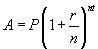 A = P(1 + r/n)^{nt}